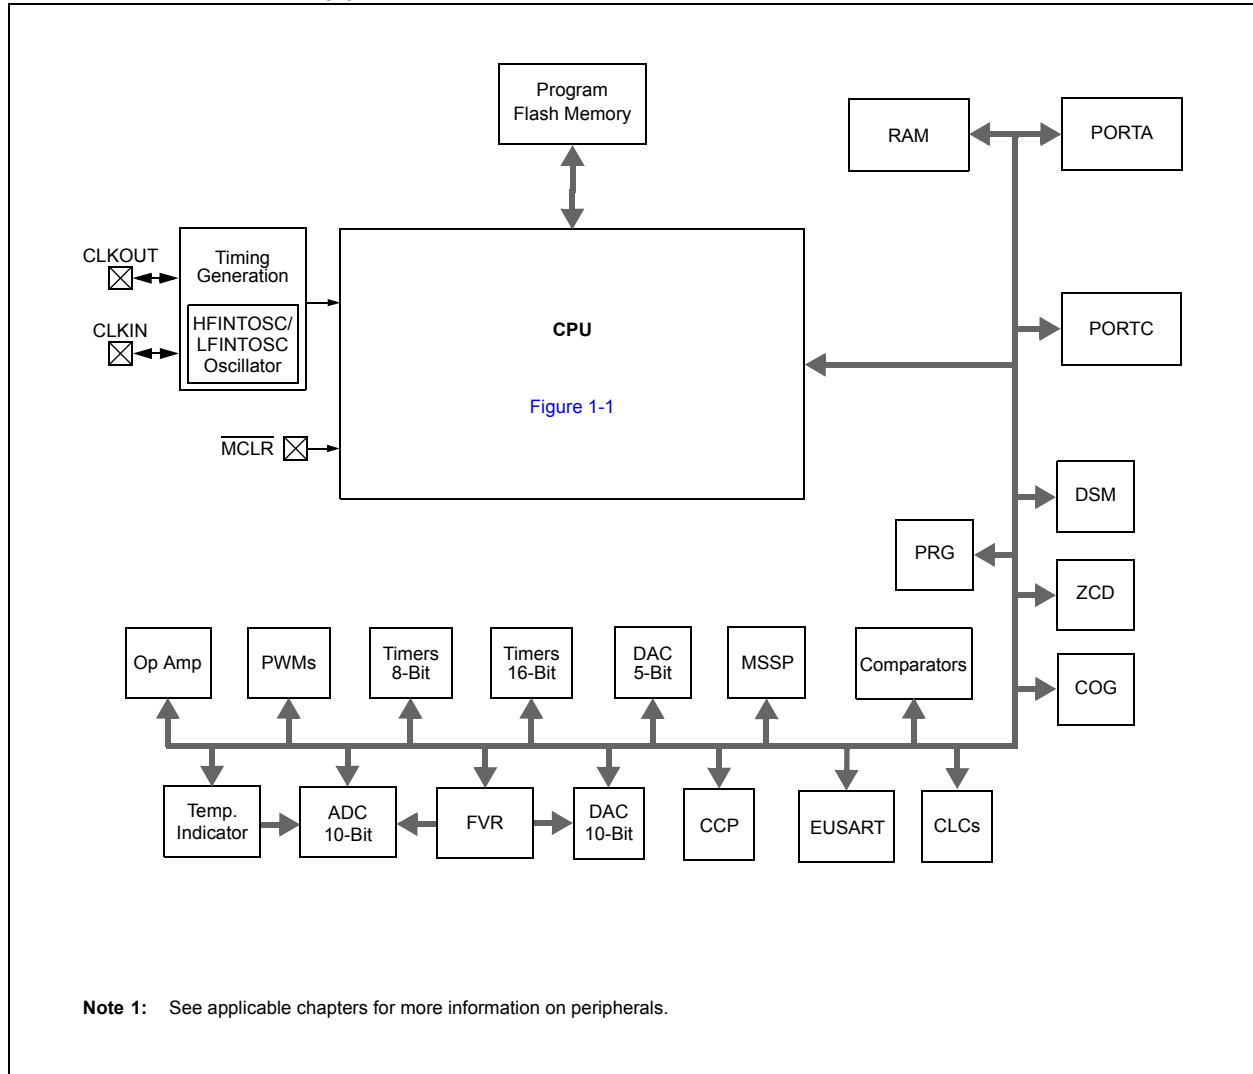 Program
Flash Memory
RAM
PORTA
CLKOUT
Timing
Generation
CLKIN
HFINTOSC/
LFINTOSC
Oscillator
CPU
PORTC
Figure 1-1
MCLR
DSM
PRG
ZCD
Op Amp
PWMs
Timers
8-Bit
Timers
16-Bit
DAC
5-Bit
MSSP
Comparators
COG
Temp.
Indicator
ADC
10-Bit
FVR
DAC
10-Bit
CCP
EUSART
CLCs
Note 1: See applicable chapters for more information on peripherals.